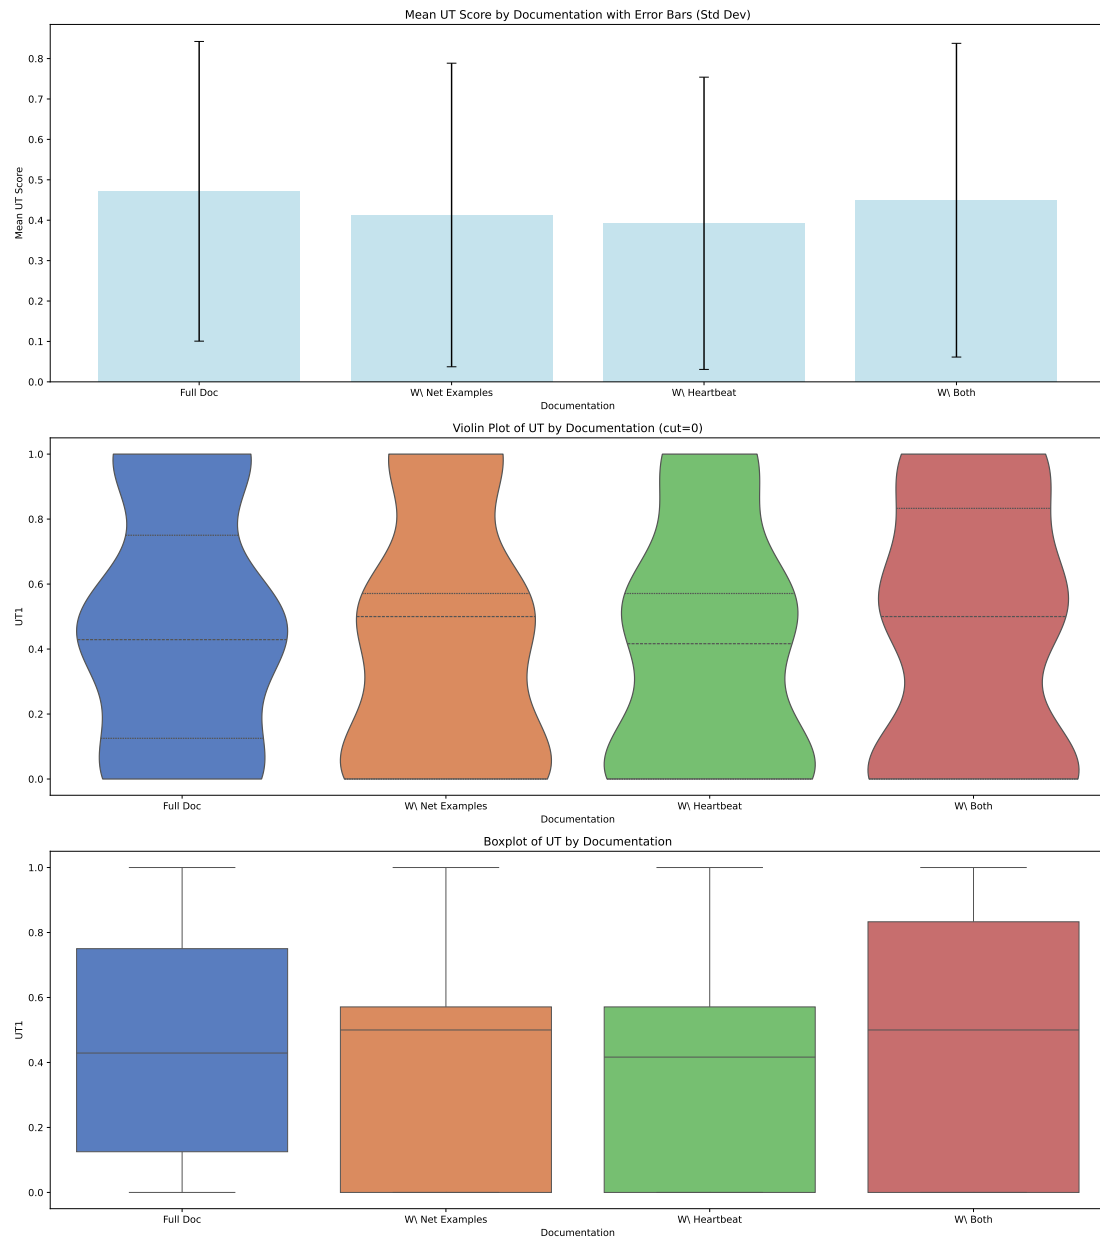 Mean UT Score by Documentation with Error Bars (Std Dev)
Mean UT Score
0.8
0.7
0.6
0.5
0.4
0.3
0.2
0.1
0.0
Full Doc
W\ Net Examples
W\ Heartbeat
W\ Both
Documentation
Violin Plot of UT by Documentation (cut=0)
UT1
1.0
0.8
0.6
0.4
0.2
0.0
Full Doc
W\ Net Examples
W\ Heartbeat
W\ Both
Documentation
Boxplot of UT by Documentation
UT1
1.0
0.8
0.6
0.4
0.2
0.0
Full Doc
W\ Net Examples
W\ Heartbeat
W\ Both
Documentation